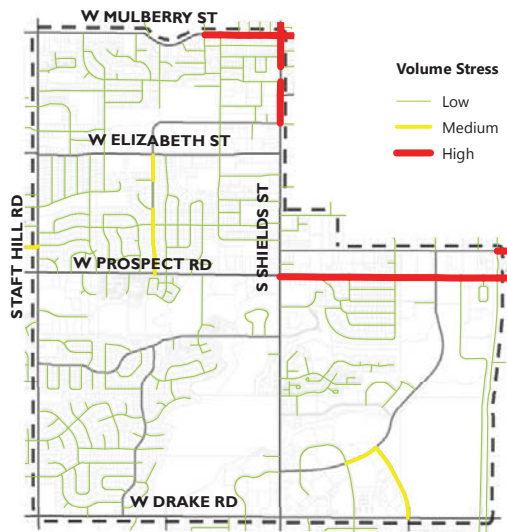 W MULBERRY ST
Volume Stress
Low
Medium
High
W ELIZABETH ST
STAFT HILL RD
S SHIELDS ST
W PROSPECT RD
W DRAKE RD